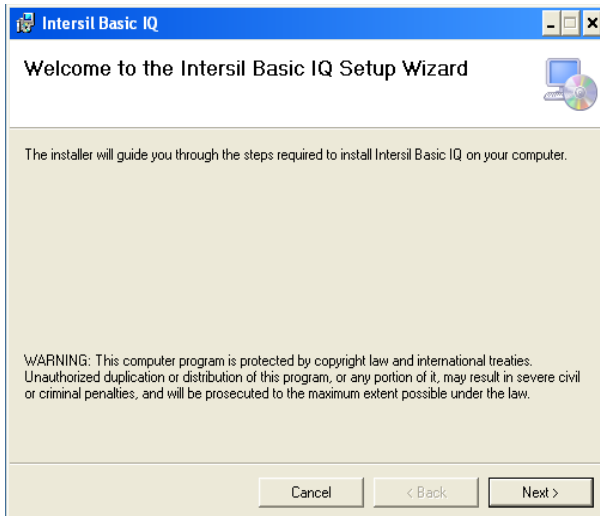 Intersil Basic IQ
Welcome to the Intersil Basic IQ Setup Wizard
The installer will guide you through the steps required to install Intersil Basic IQ on your computer.
WARNING: This computer program is protected by copyright law and international treaties.
Unauthorized duplication or distribution of this program, or any portion of it, may result in severe civil
or criminal penalties, and will be prosecuted to the maximum extent possible under the law.
Cancel
< Back
Next >